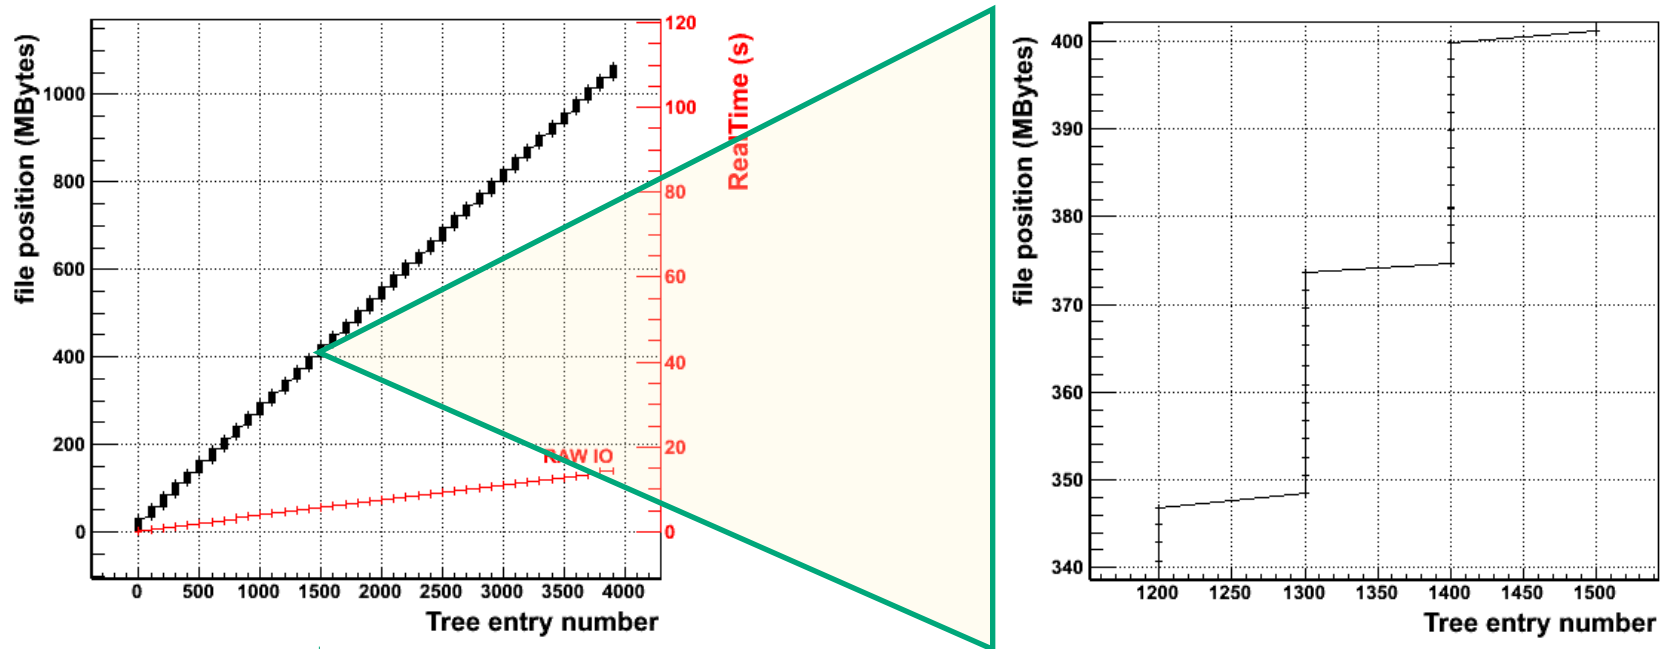 file position (MBytes)
1000
800
600
400
200
0
0 500 1000 1500 2000 2500 3000 3500 4000
Tree entry number
RAW IO
120
100
80
60
40
20
0
RealTime (s)
file position (MBytes)
400
390
380
370
360
350
340
1200 1250 1300 1350 1400 1450 1500
Tree entry number